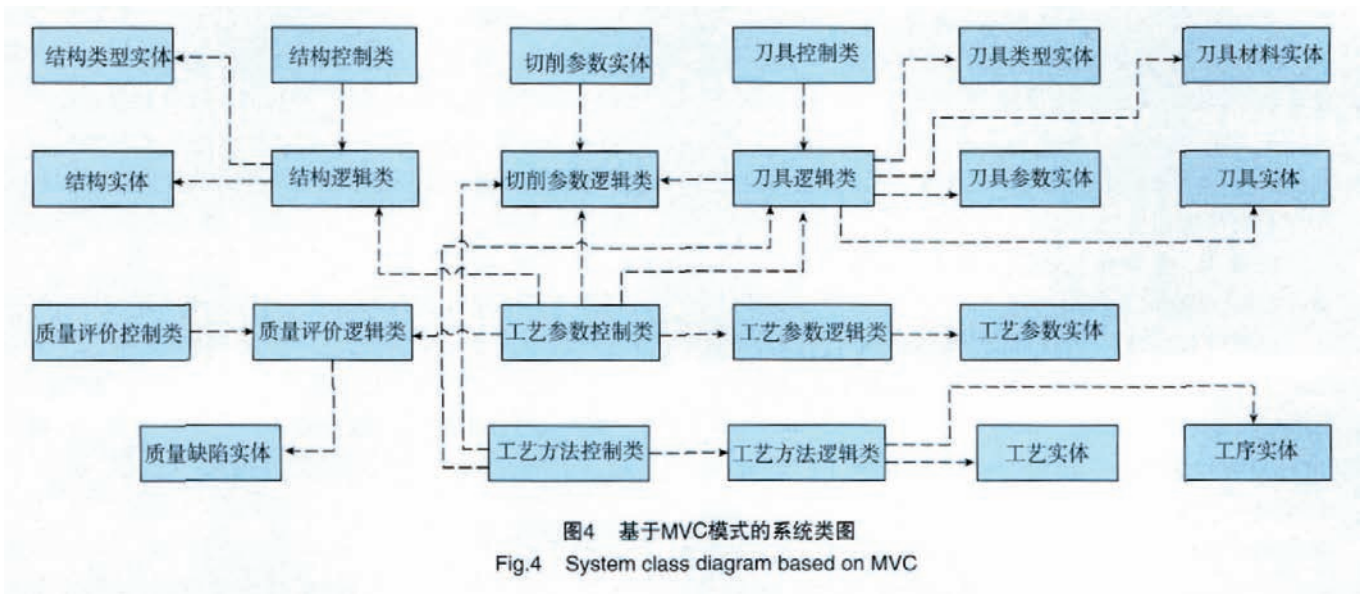 结构类型实体
结构控制类
切削参数实体
刀具控制类
刀具类型实体
刀具材料实体
结构实体
结构逻辑类
切削参数逻辑类
刀具逻辑类
刀具参数实体
刀具实体
质量评价控制类
质量评价逻辑类
工艺参数控制类
工艺参数逻辑类
工艺参数实体
质量缺陷实体
工艺方法控制类
工艺方法逻辑类
工艺实体
工序实体
图4 基于MVC模式的系统类图
Fig.4 System class diagram based on MVC